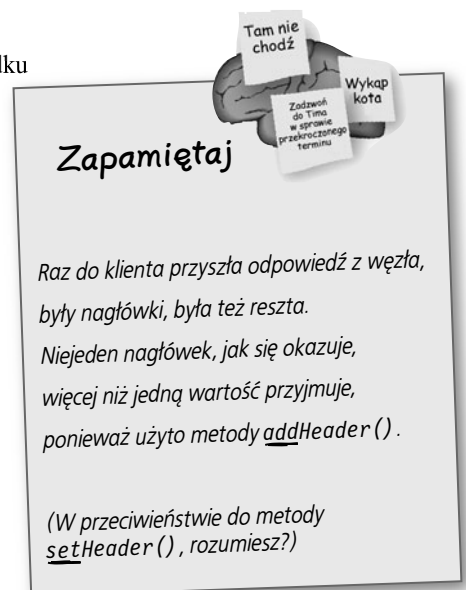 łku
Tam nie
chodź
Wykąp
kota
Zadzwoń
do Tima
w sprawie
przekroczonego
terminu
Zapamiętaj
Raz do klienta przyszła odpowiedź z węzła,
były nagłówki, była też reszta.
Niejeden nagłówek, jak się okazuje,
więcej niż jedną wartość przyjmuje,
ponieważ użyto metody addHeader().
(W przeciwieństwie do metody
setHeader(), rozumiesz?)